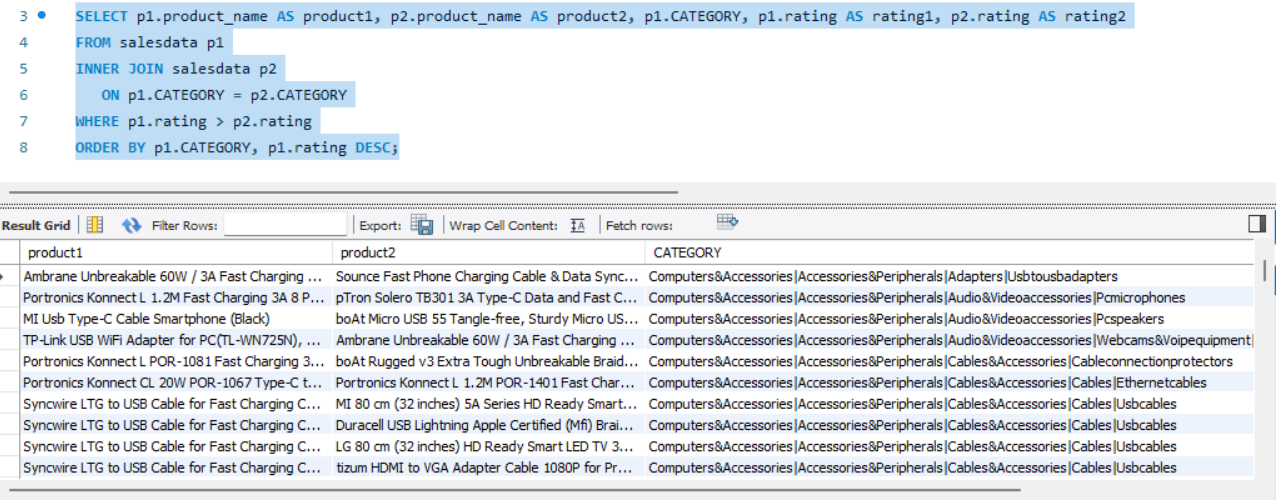 3 SELECT p1.product_name AS product1, p2.product_name AS product2, p1.CATEGORY, p1.rating AS rating1, p2.rating AS rating2
4 FROM salesdata p1
5 INNER JOIN salesdata p2
6 ON p1.CATEGORY = p2.CATEGORY
7 WHERE p1.rating > p2.rating
8 ORDER BY p1.CATEGORY, p1.rating DESC;
Result Grid Filter Rows: Export: Wrap Cell Content: IA Fetch rows:
product1 product2 CATEGORY
Ambrane Unbreakable 60W / 3A Fast Charging ... Sounce Fast Phone Charging Cable & Data Sync... Computers&Accessories|Accessories&Peripherals|Adapters|Usbtousbadapters
Portronics Konnect L 1.2M Fast Charging 3A 8 P... pTron Solero TB301 3A Type-C Data and Fast C... Computers&Accessories|Accessories&Peripherals|Audio&Videoaccessories|Pcmicrophones
MI Usb Type-C Cable Smartphone (Black) boAt Micro USB 55 Tangle-free, Sturdy Micro US... Computers&Accessories|Accessories&Peripherals|Audio&Videoaccessories|Pcspeakers
TP-Link USB WiFi Adapter for PC(TL-WN725N), ... Ambrane Unbreakable 60W / 3A Fast Charging ... Computers&Accessories|Accessories&Peripherals|Audio&Videoaccessories|Webcams&Voipequipment|
Portronics Konnect L POR-1081 Fast Charging 3... boAt Rugged v3 Extra Tough Unbreakable Braid... Computers&Accessories|Accessories&Peripherals|Cables&Accessories|Cableconnectionprotectors
Portronics Konnect CL 20W POR-1067 Type-C t... Portronics Konnect L 1.2M POR-1401 Fast Char... Computers&Accessories|Accessories&Peripherals|Cables&Accessories|Cables|Ethernetcables
Syncwire LTG to USB Cable for Fast Charging C... MI 80 cm (32 inches) 5A Series HD Ready Smart... Computers&Accessories|Accessories&Peripherals|Cables&Accessories|Cables|Usbcables
Syncwire LTG to USB Cable for Fast Charging C... Duracell USB Lightning Apple Certified (Mfi) Brai... Computers&Accessories|Accessories&Peripherals|Cables&Accessories|Cables|Usbcables
Syncwire LTG to USB Cable for Fast Charging C... LG 80 cm (32 inches) HD Ready Smart LED TV 3... Computers&Accessories|Accessories&Peripherals|Cables&Accessories|Cables|Usbcables
Syncwire LTG to USB Cable for Fast Charging C... tizum HDMI to VGA Adapter Cable 1080P for Pr... Computers&Accessories|Accessories&Peripherals|Cables&Accessories|Cables|Usbcables